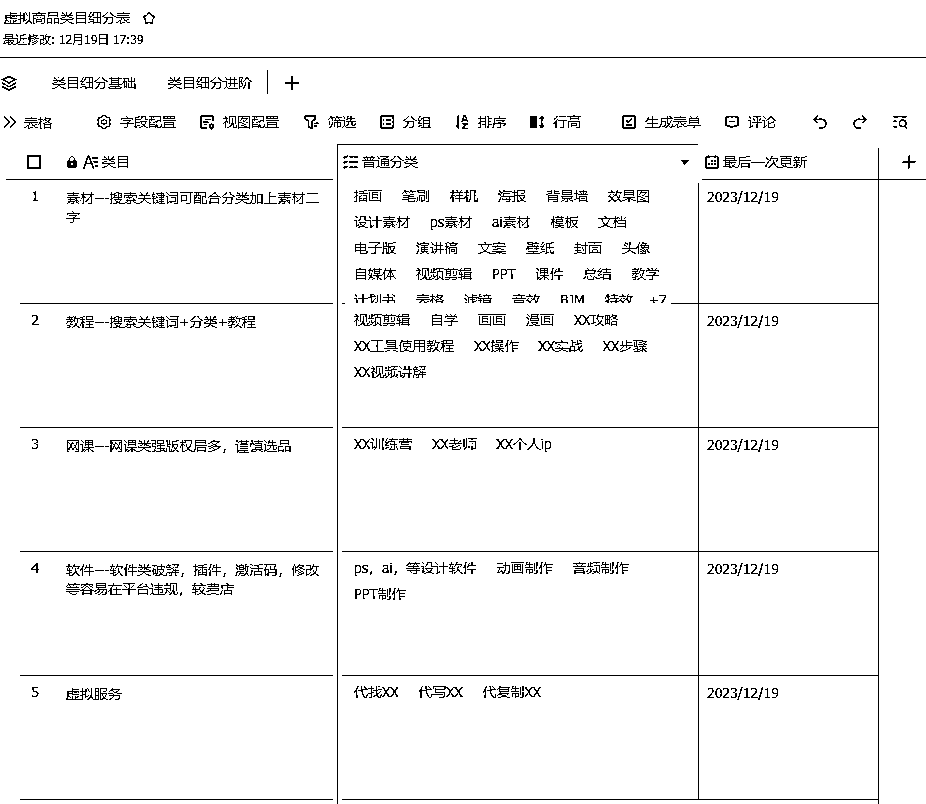 虚拟商品类目细分表
最近修改: 12月19日 17:39
类目细分基础 类目细分进阶
表格 字段配置 视图配置 筛选 分组 排序 行高 生成表单 评论
类目 普通分类 最后一次更新
1 素材---搜索关键词可配合分类加上素材二字 插画 笔刷 样机 海报 背景墙 效果图 2023/12/19
设计素材 ps素材 ai素材 模板 文档
电子版 演讲稿 文案 壁纸 封面 头像
自媒体 视频剪辑 PPT 课件 总结 教学
计划书 表格 滤镜 音效 BIM 特效 +7
2 教程---搜索关键词+分类+教程 视频剪辑 自学 画画 漫画 XX攻略 2023/12/19
XX工具使用教程 XX操作 XX实战 XX步骤
XX视频讲解
3 网课---网课类强版权居多，谨慎选品 XX训练营 XX老师 XX个人ip 2023/12/19
4 软件---软件类破解，插件，激活码，修改等容易在平台违规，较费店 ps，ai，等设计软件 动画制作 音频制作 2023/12/19
PPT制作
5 虚拟服务 代找XX 代写XX 代复制XX 2023/12/19